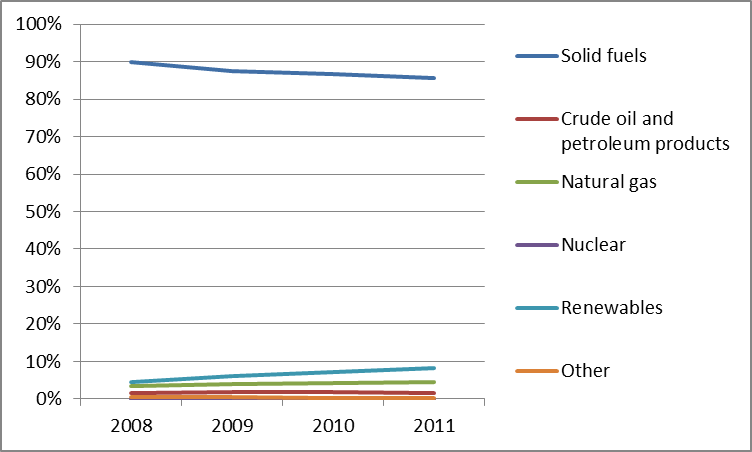 100%
90%
80%
70%
60%
50%
40%
30%
20%
10%
0%
2008 2009 2010 2011
Solid fuels
Crude oil and
petroleum products
Natural gas
Nuclear
Renewables
Other